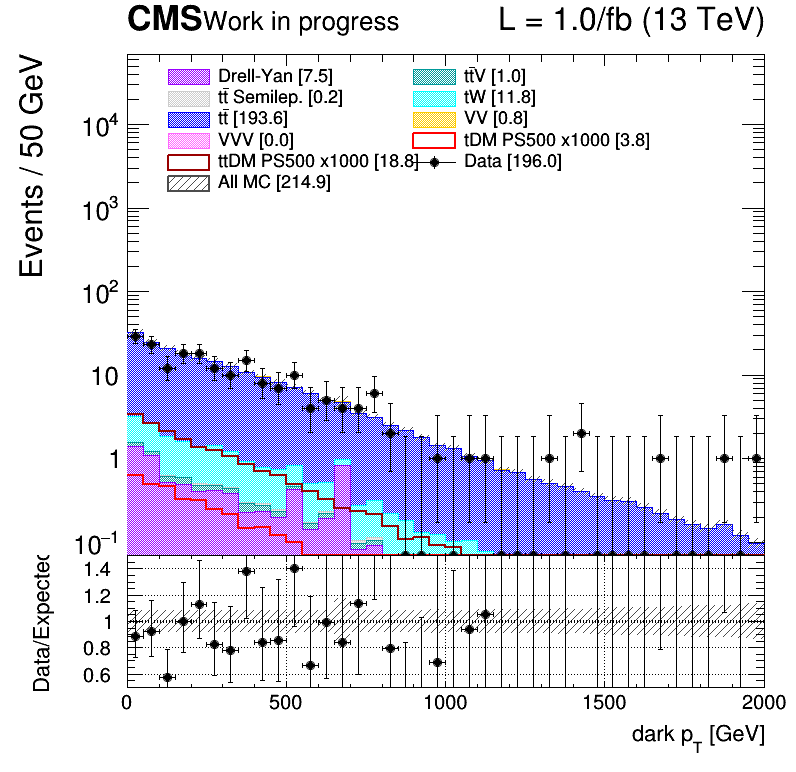 CMS Work in progress L = 1.0/fb (13 TeV)
Events / 50 GeV
Drell-Yan [7.5] tt̄V [1.0]
tt̄ Semilep. [0.2] tW [11.8]
tt̄ [193.6] VV [0.8]
VVV [0.0] tDM PS500 x1000 [3.8]
ttDM PS500 x1000 [18.8] Data [196.0]
All MC [214.9]
10⁴
10³
10²
10
1
10⁻¹
Data/Expected
1.4
1.2
1
0.8
0.6
0 500 1000 1500 2000
dark p_T [GeV]